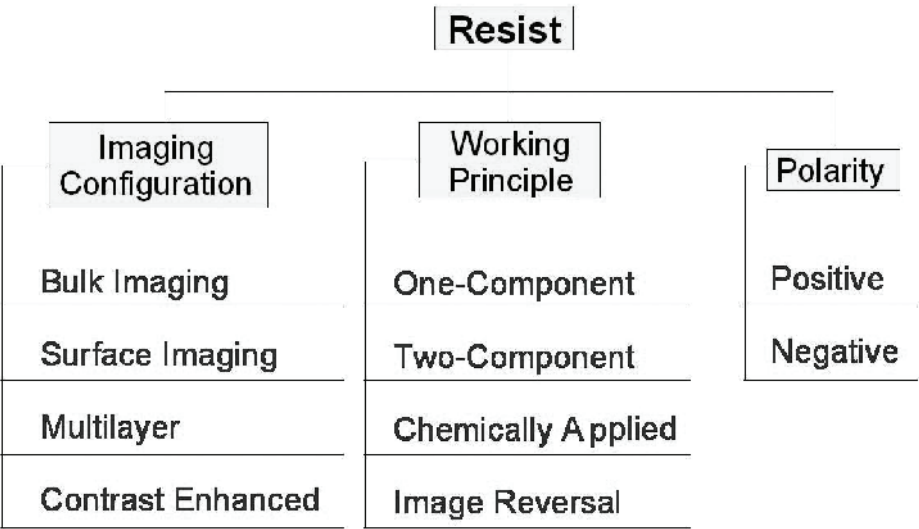 Resist
Imaging
Configuration
Working
Principle
Polarity
Bulk Imaging
Surface Imaging
Multilayer
Contrast Enhanced
One-Component
Two-Component
Chemically Applied
Image Reversal
Positive
Negative